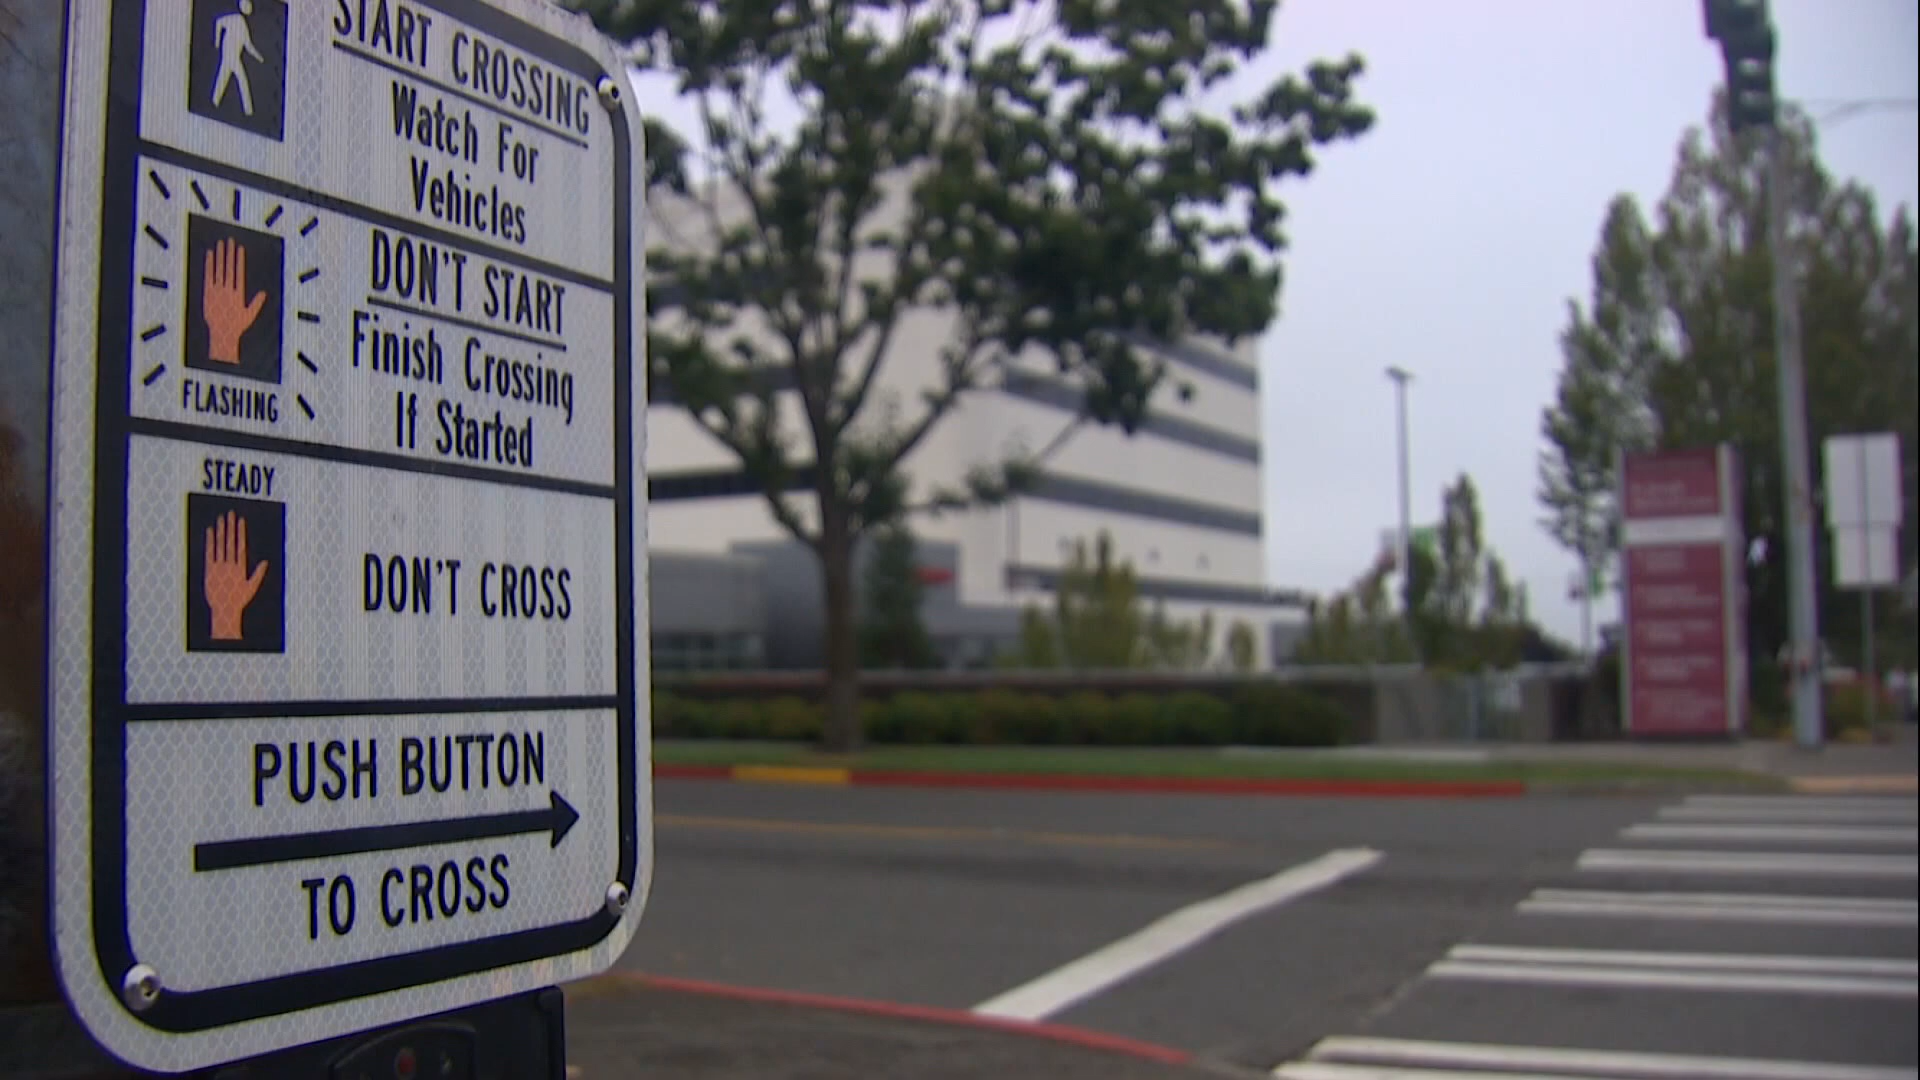 START CROSSING
Watch For
Vehicles
DON'T START
Finish Crossing
If Started
FLASHING
STEADY
DON'T CROSS
PUSH BUTTON
TO CROSS